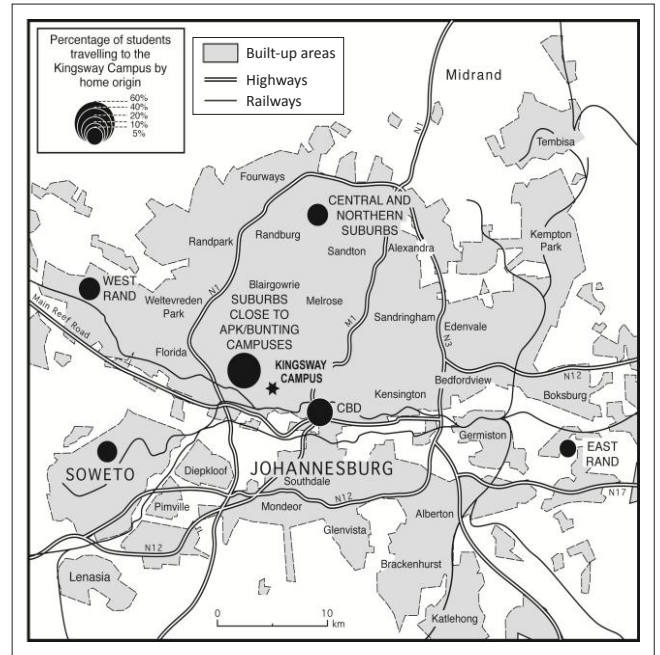 Percentage of students
travelling to the
Kingsway Campus by
home origin
60%
40%
20%
10%
5%
Built-up areas
Highways
Railways
Midrand
N1
Tembisa
Fourways
CENTRAL AND
NORTHERN
SUBURBS
Randpark
Randburg
Sandton
Alexandra
Kempton
Park
WEST
RAND
N1
Blairgowrie
Weltevreden
Park
SUBURBS
CLOSE TO
APK/BUNTING
CAMPUSES
Melrose
M1
Main Reef Road
Sandringham
Edenvale
N3
Florida
KINGSWAY
CAMPUS
N12
Bedfordview
Kensington
Boksburg
CBD
Germiston
EAST
RAND
SOWETO
Diepkloof
JOHANNESBURG
Southdale
N12
N17
Pimville
Mondeor
Alberton
Glenvista
N12
Brackenhurst
Lenasia
Katlehong
0
10
km